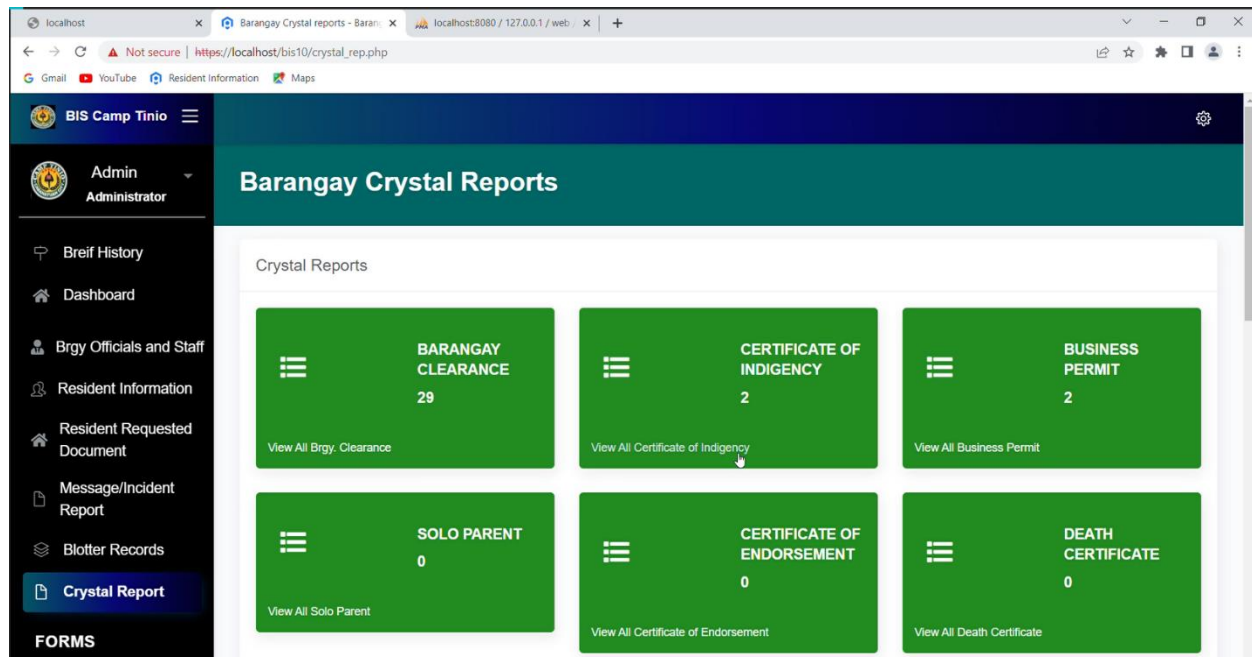 localhost
Barangay Crystal reports - Baran
localhost:8080 / 127.0.0.1 / web
Not secure | https://localhost/bis10/crystal_rep.php
Gmail YouTube Resident Information Maps
BIS Camp Tinio
Admin
Administrator
Breif History
Dashboard
Brgy Officials and Staff
Resident Information
Resident Requested
Document
Message/Incident
Report
Blotter Records
Crystal Report
FORMS
Barangay Crystal Reports
Crystal Reports
BARANGAY
CLEARANCE
29
View All Brgy. Clearance
CERTIFICATE OF
INDIGENCY
2
View All Certificate of Indigency
BUSINESS
PERMIT
2
View All Business Permit
SOLO PARENT
0
View All Solo Parent
CERTIFICATE OF
ENDORSEMENT
0
View All Certificate of Endorsement
DEATH
CERTIFICATE
0
View All Death Certificate